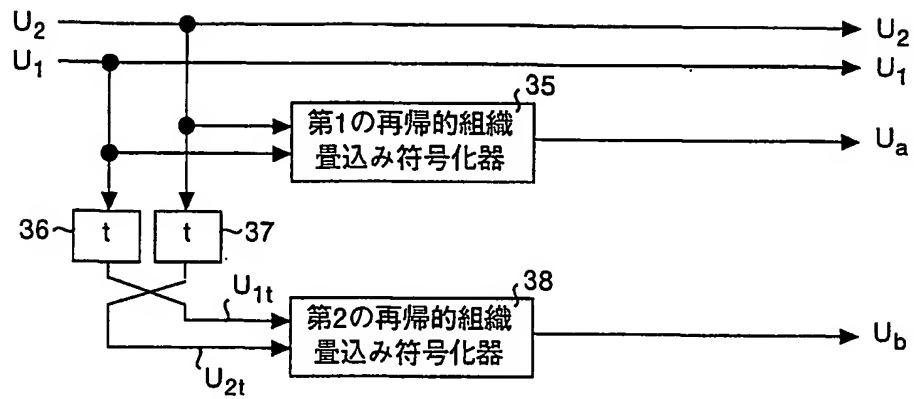 U2 U2
U1 U1
35
第1の再帰的組織
畳込み符号化器
Ua
36 t t 37
U1t
38
第2の再帰的組織
畳込み符号化器
Ub
U2t